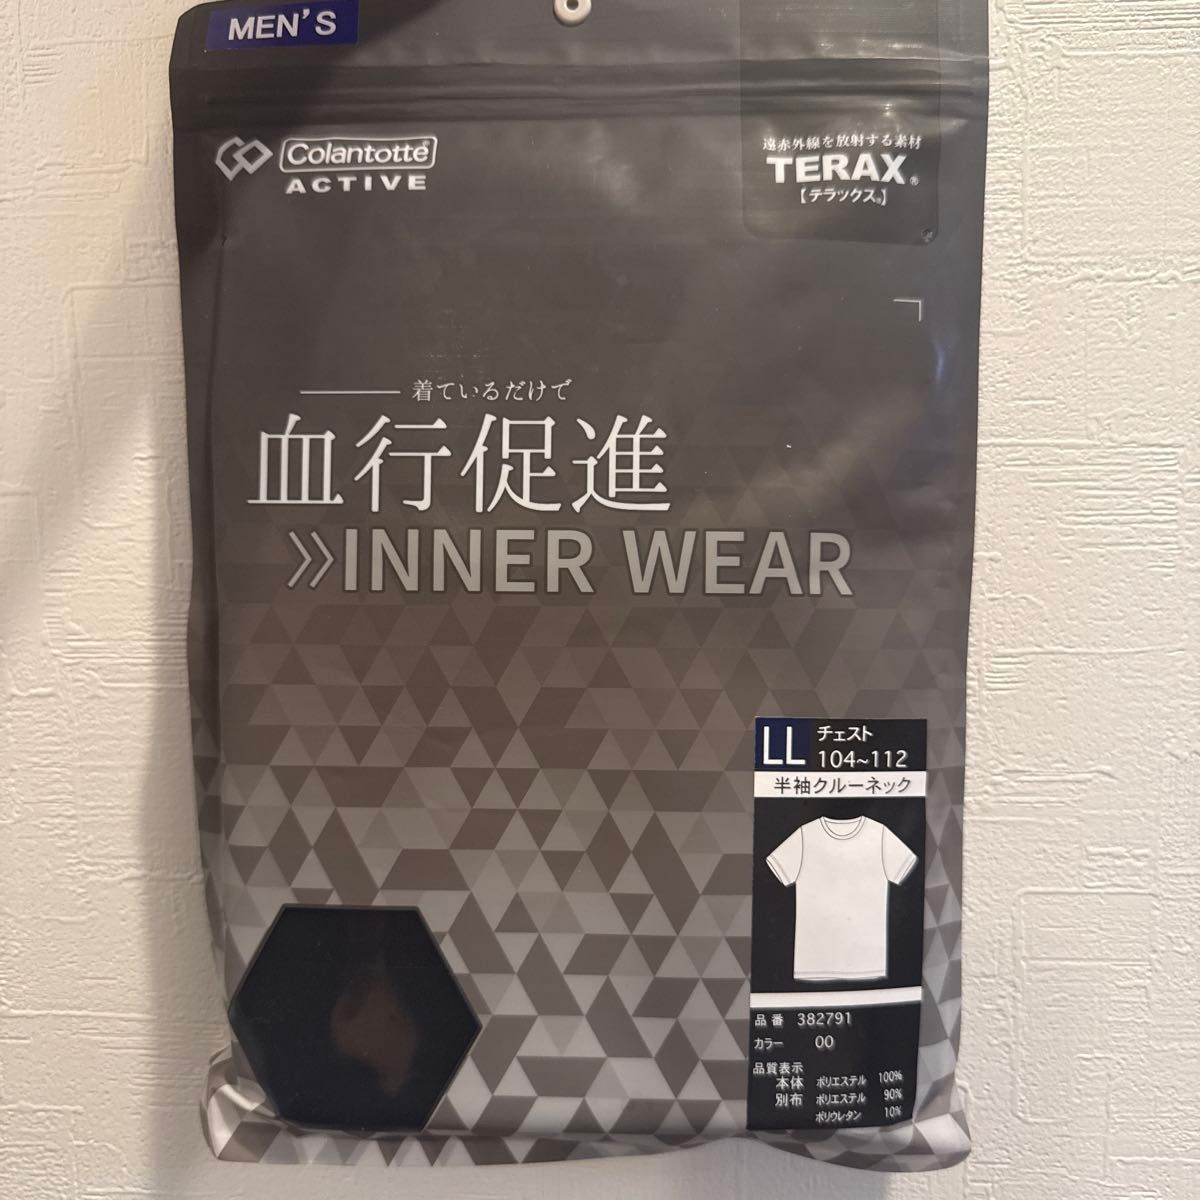 MEN'S
Colantotte®
ACTIVE
遠赤外線を放射する素材
TERAX®
【テラックス®】
着ているだけで
血行促進
INNER WEAR
LL チェスト
104~112
半袖クルーネック
品番 382791
カラー 00
品質表示
本体 ポリエステル 100%
別布 ポリエステル 90%
ポリウレタン 10%